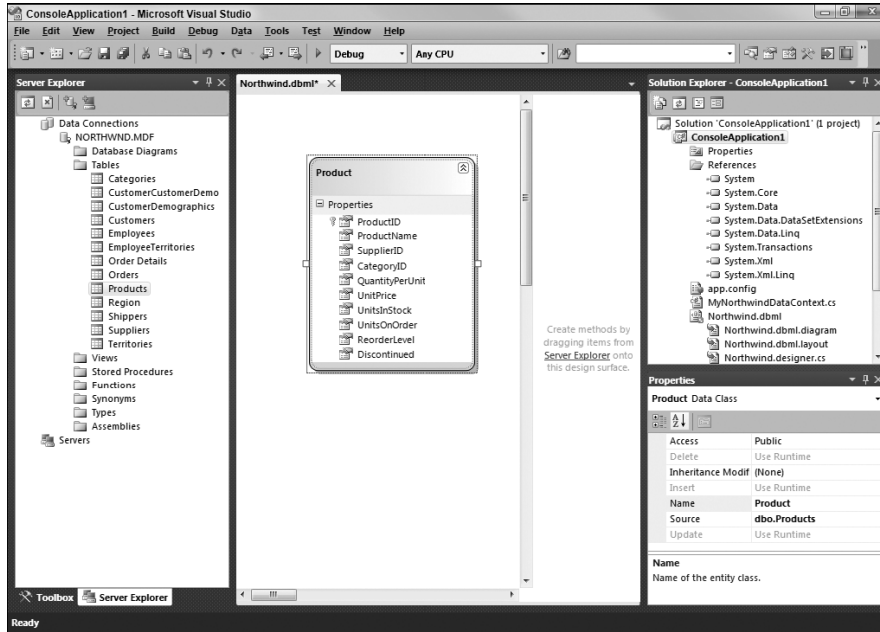 ConsoleApplication1 - Microsoft Visual Studio
File Edit View Project Build Debug Data Tools Test Window Help
Debug Any CPU
Server Explorer
Data Connections
NORTHWND.MDF
Database Diagrams
Tables
Categories
CustomerCustomerDemo
CustomerDemographics
Customers
Employees
EmployeeTerritories
Order Details
Orders
Products
Region
Shippers
Suppliers
Territories
Views
Stored Procedures
Functions
Synonyms
Types
Assemblies
Servers
Toolbox Server Explorer
Northwind.dbml*
Product
Properties
ProductID
ProductName
SupplierID
CategoryID
QuantityPerUnit
UnitPrice
UnitsInStock
UnitsOnOrder
ReorderLevel
Discontinued
Create methods by
dragging items from
Server Explorer onto
this design surface.
Solution Explorer - ConsoleApplication1
Solution 'ConsoleApplication1' (1 project)
ConsoleApplication1
Properties
References
System
System.Core
System.Data
System.Data.DataSetExtensions
System.Data.Linq
System.Transactions
System.Xml
System.Xml.Linq
app.config
MyNorthwindDataContext.cs
Northwind.dbml
Northwind.dbml.diagram
Northwind.dbml.layout
Northwind.designer.cs
Properties
Product Data Class
Access Public
Delete Use Runtime
Inheritance Modif (None)
Insert Use Runtime
Name Product
Source dbo.Products
Update Use Runtime
Name
Name of the entity class.
Ready